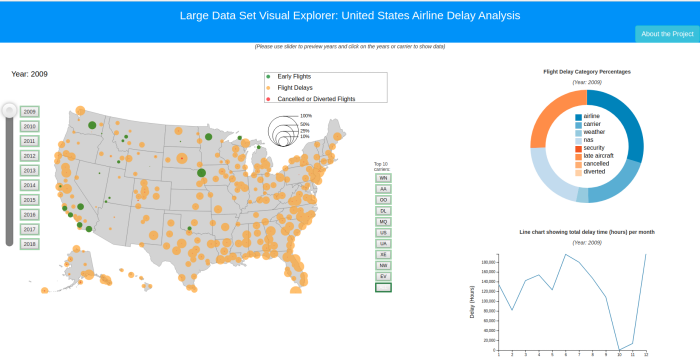 Large Data Set Visual Explorer: United States Airline Delay Analysis
About the Project
(Please use slider to preview years and click on the years or carrier to show data)
Year: 2009
Early Flights
Flight Delays
Cancelled or Diverted Flights
100%
50%
25%
10%
2009
2010
2011
2012
2013
2014
2015
2016
2017
2018
Top 10
carriers
WN
AA
OO
DL
MQ
US
UA
XE
NW
EV
Flight Delay Category Percentages
(Year: 2009)
airline
carrier
weather
nas
security
late aircraft
cancelled
diverted
Line chart showing total delay time (hours) per month
(Year: 2009)
Delay (Hours)
180,000
160,000
140,000
120,000
100,000
80,000
60,000
40,000
20,000
0
1 2 3 4 5 6 7 8 9 10 11 12